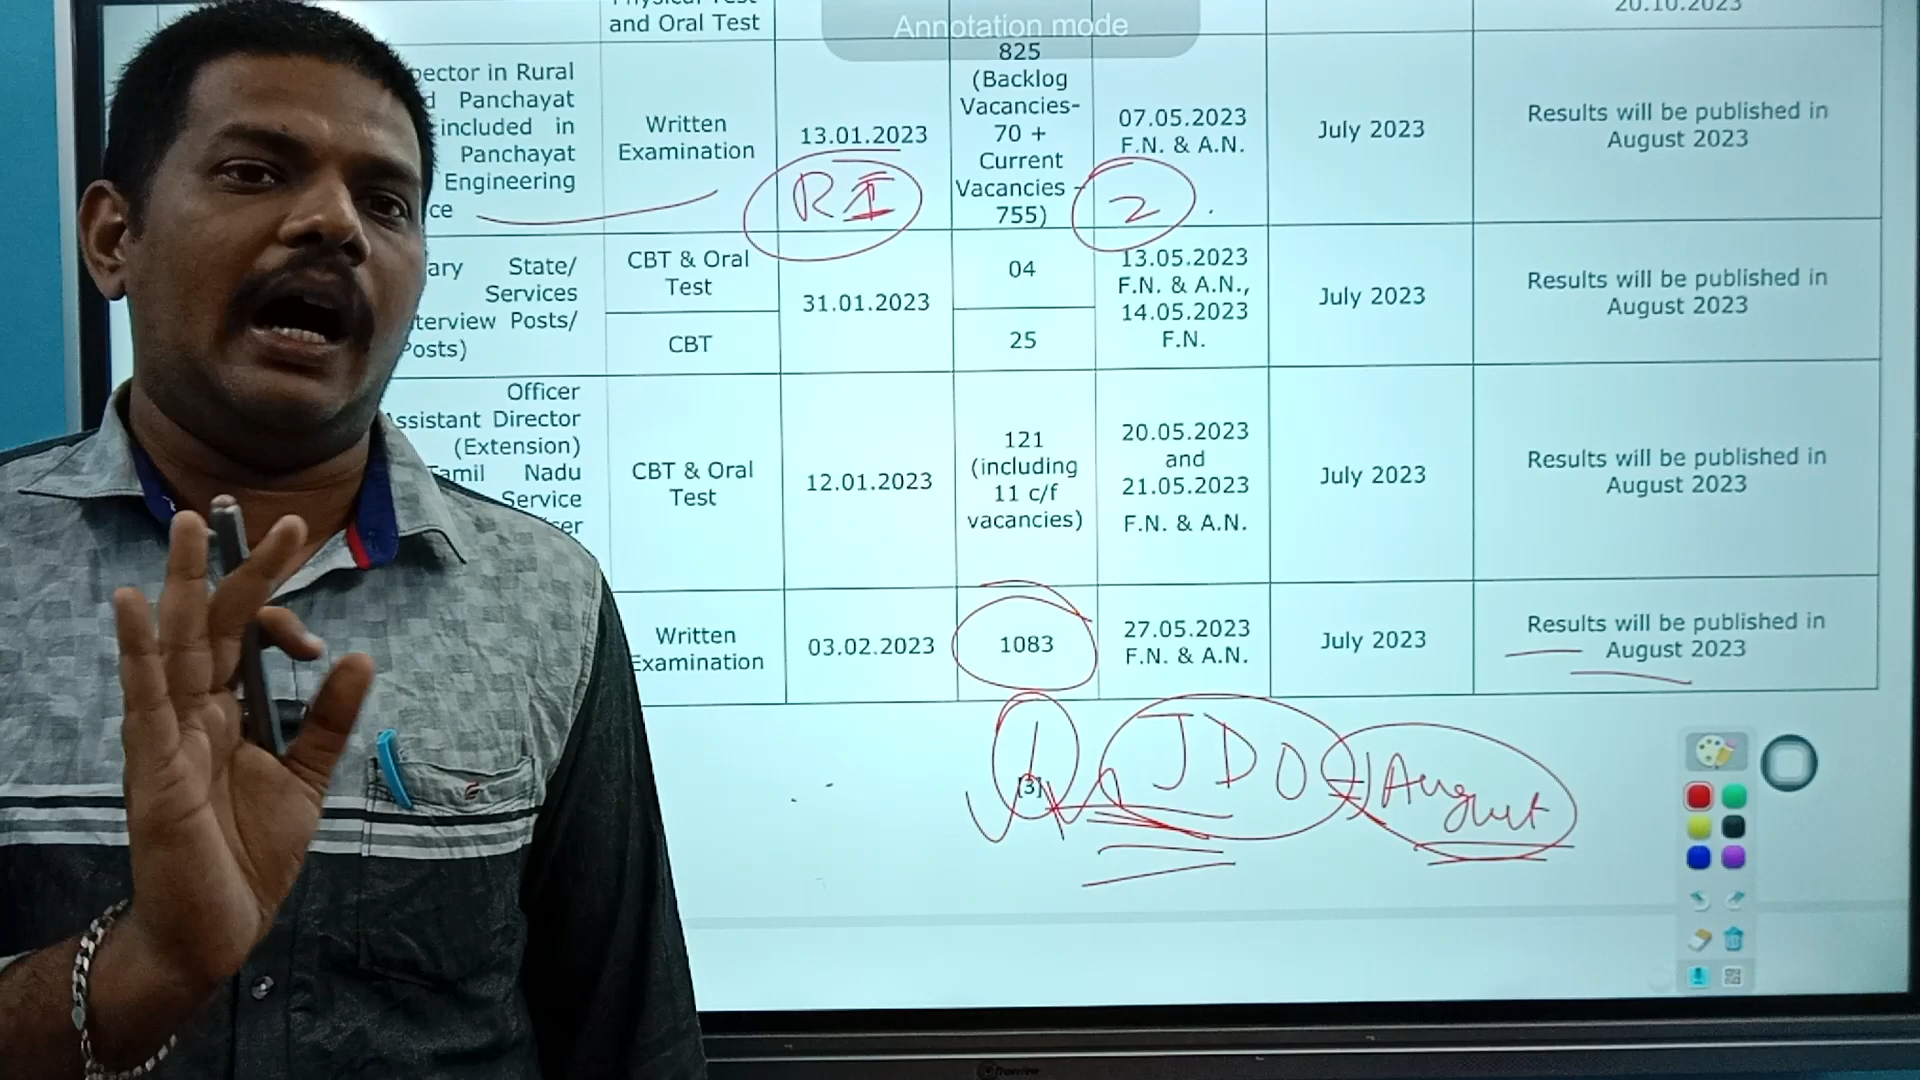 and Oral Test
20.10.2023
Annotation mode
pector in Rural
d Panchayat
included in
Panchayat
Engineering
ce
Written
Examination
13.01.2023
825
(Backlog
Vacancies-
70 +
Current
Vacancies -
755)
07.05.2023
F.N. & A.N.
July 2023
Results will be published in
August 2023
RI
2
ary State/
Services
terview Posts/
Posts)
CBT & Oral
Test
CBT
31.01.2023
04
25
13.05.2023
F.N. & A.N.,
14.05.2023
F.N.
July 2023
Results will be published in
August 2023
Officer
Assistant Director
(Extension)
Tamil Nadu
Service
CBT & Oral
Test
12.01.2023
121
(including
11 c/f
vacancies)
20.05.2023
and
21.05.2023
F.N. & A.N.
July 2023
Results will be published in
August 2023
Written
Examination
03.02.2023
1083
27.05.2023
F.N. & A.N.
July 2023
Results will be published in
August 2023
[3]
JDO
August